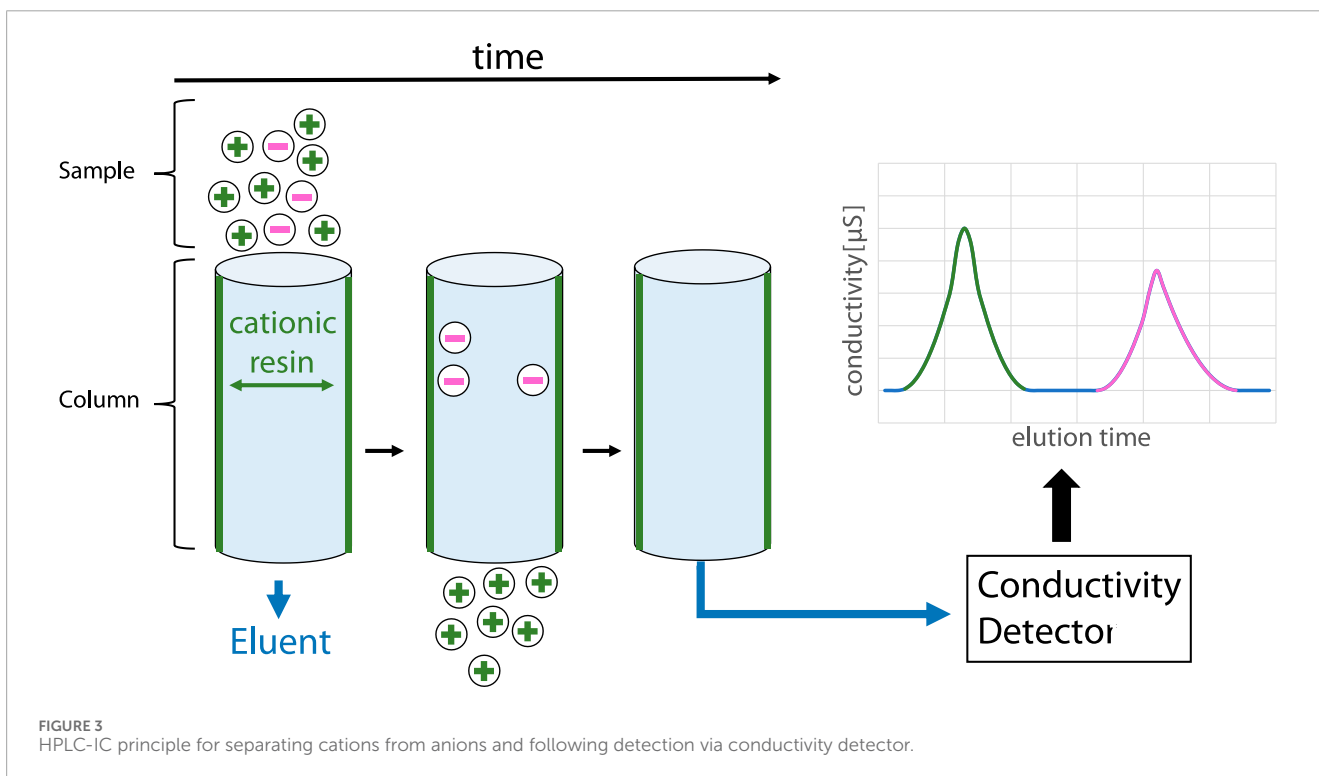 time
Sample
cationic
resin
Column
Eluent
conductivity[µS]
elution time
Conductivity
Detector
FIGURE 3
HPLC-IC principle for separating cations from anions and following detection via conductivity detector.